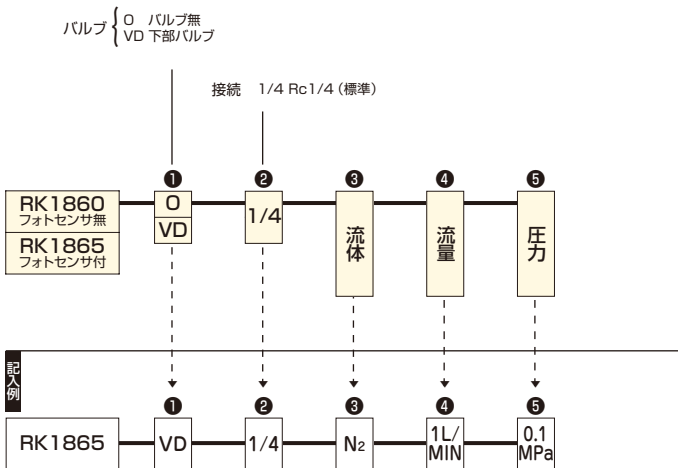 バルブ { O バルブ無
VD 下部バルブ
接続 1/4 Rc1/4 (標準)
❶ ❷ ❸ ❹ ❺
RK1860
フォトセンサ無
RK1865
フォトセンサ付
O
VD
1/4
流体
流量
圧力
記入例
❶ ❷ ❸ ❹ ❺
RK1865
VD
1/4
N₂
1L/
MIN
0.1
MPa